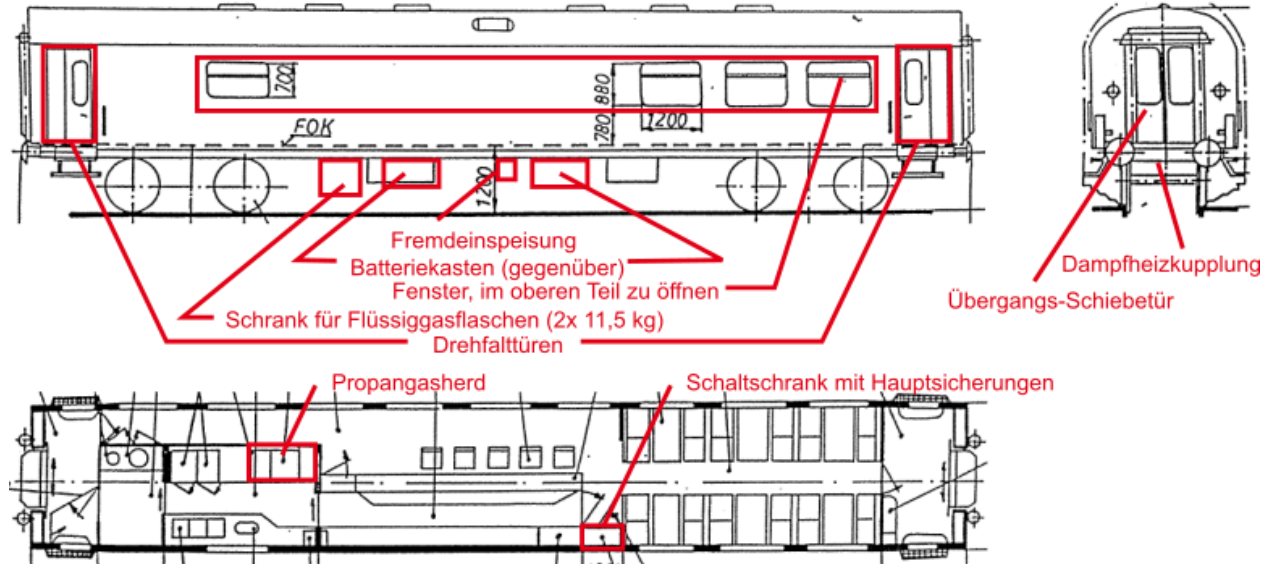 700
880
780
1200
FOK
1200
Fremdeinspeisung
Batteriekasten (gegenüber)
Fenster, im oberen Teil zu öffnen
Schrank für Flüssiggasflaschen (2x 11,5 kg)
Drehfalttüren
Dampfheizkupplung
Übergangs-Schiebetür
Propangasherd
Schaltschrank mit Hauptsicherungen